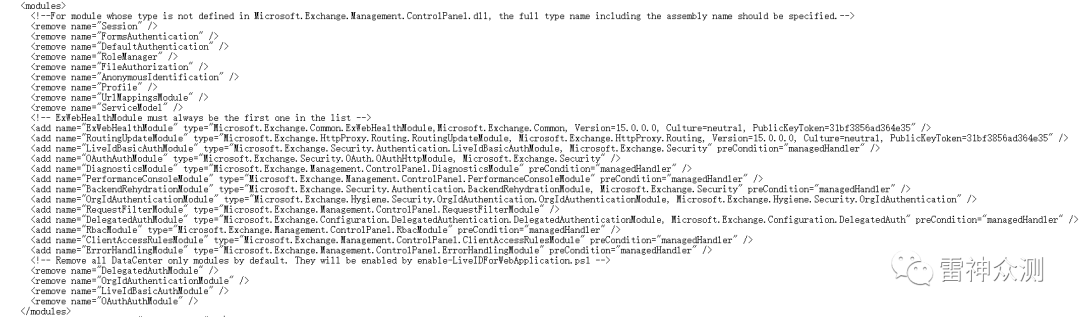 <modules>
<!--For module whose type is not defined in Microsoft.Exchange.Management.ControlPanel.dll, the full type name including the assembly name should be specified.-->
<remove name="Session" />
<remove name="FormsAuthentication" />
<remove name="DefaultAuthentication" />
<remove name="RoleManager" />
<remove name="FileAuthorization" />
<remove name="AnonymousIdentification" />
<remove name="Profile" />
<remove name="UrlMappingsModule" />
<remove name="ServiceModel" />
<!-- ExWebHealthModule must always be the first one in the list -->
<add name="ExWebHealthModule" type="Microsoft.Exchange.Common.ExWebHealthModule,Microsoft.Exchange.Common, Version=15.0.0.0, Culture=neutral, PublicKeyToken=31bf3856ad364e35" />
<add name="RoutingUpdateModule" type="Microsoft.Exchange.HttpProxy.Routing.RoutingUpdateModule, Microsoft.Exchange.HttpProxy.Routing, Version=15.0.0.0, Culture=neutral, PublicKeyToken=31bf3856ad364e35" />
<add name="LiveIdBasicAuthModule" type="Microsoft.Exchange.Security.Authentication.LiveIdBasicAuthModule, Microsoft.Exchange.Security" preCondition="managedHandler" />
<add name="OAuthAuthModule" type="Microsoft.Exchange.Security.OAuth.OAuthHttpModule, Microsoft.Exchange.Security" />
<add name="DiagnosticsModule" type="Microsoft.Exchange.Management.ControlPanel.DiagnosticsModule" preCondition="managedHandler" />
<add name="PerformanceConsoleModule" type="Microsoft.Exchange.Management.ControlPanel.PerformanceConsoleModule" preCondition="managedHandler" />
<add name="BackendRehydrationModule" type="Microsoft.Exchange.Security.Authentication.BackendRehydrationModule, Microsoft.Exchange.Security" preCondition="managedHandler" />
<add name="OrgIdAuthenticationModule" type="Microsoft.Exchange.Hygiene.Security.OrgIdAuthentication.OrgIdAuthenticationModule, Microsoft.Exchange.Hygiene.Security.OrgIdAuthentication" />
<add name="RequestFilterModule" type="Microsoft.Exchange.Management.ControlPanel.RequestFilterModule" />
<add name="DelegatedAuthModule" type="Microsoft.Exchange.Configuration.DelegatedAuthentication.DelegatedAuthenticationModule, Microsoft.Exchange.Configuration.DelegatedAuth" preCondition="managedHandler" />
<add name="RbacModule" type="Microsoft.Exchange.Management.ControlPanel.RbacModule" preCondition="managedHandler" />
<add name="ClientAccessRulesModule" type="Microsoft.Exchange.Management.ControlPanel.ClientAccessRulesModule" preCondition="managedHandler" />
<add name="ErrorHandlingModule" type="Microsoft.Exchange.Management.ControlPanel.ErrorHandlingModule" preCondition="managedHandler" />
<!-- Remove all DataCenter only modules by default. They will be enabled by enable-LiveIDForWebApplication.ps1 -->
<remove name="DelegatedAuthModule" />
<remove name="OrgIdAuthenticationModule" />
<remove name="LiveIdBasicAuthModule" />
<remove name="OAuthAuthModule" />
</modules>
雷神众测